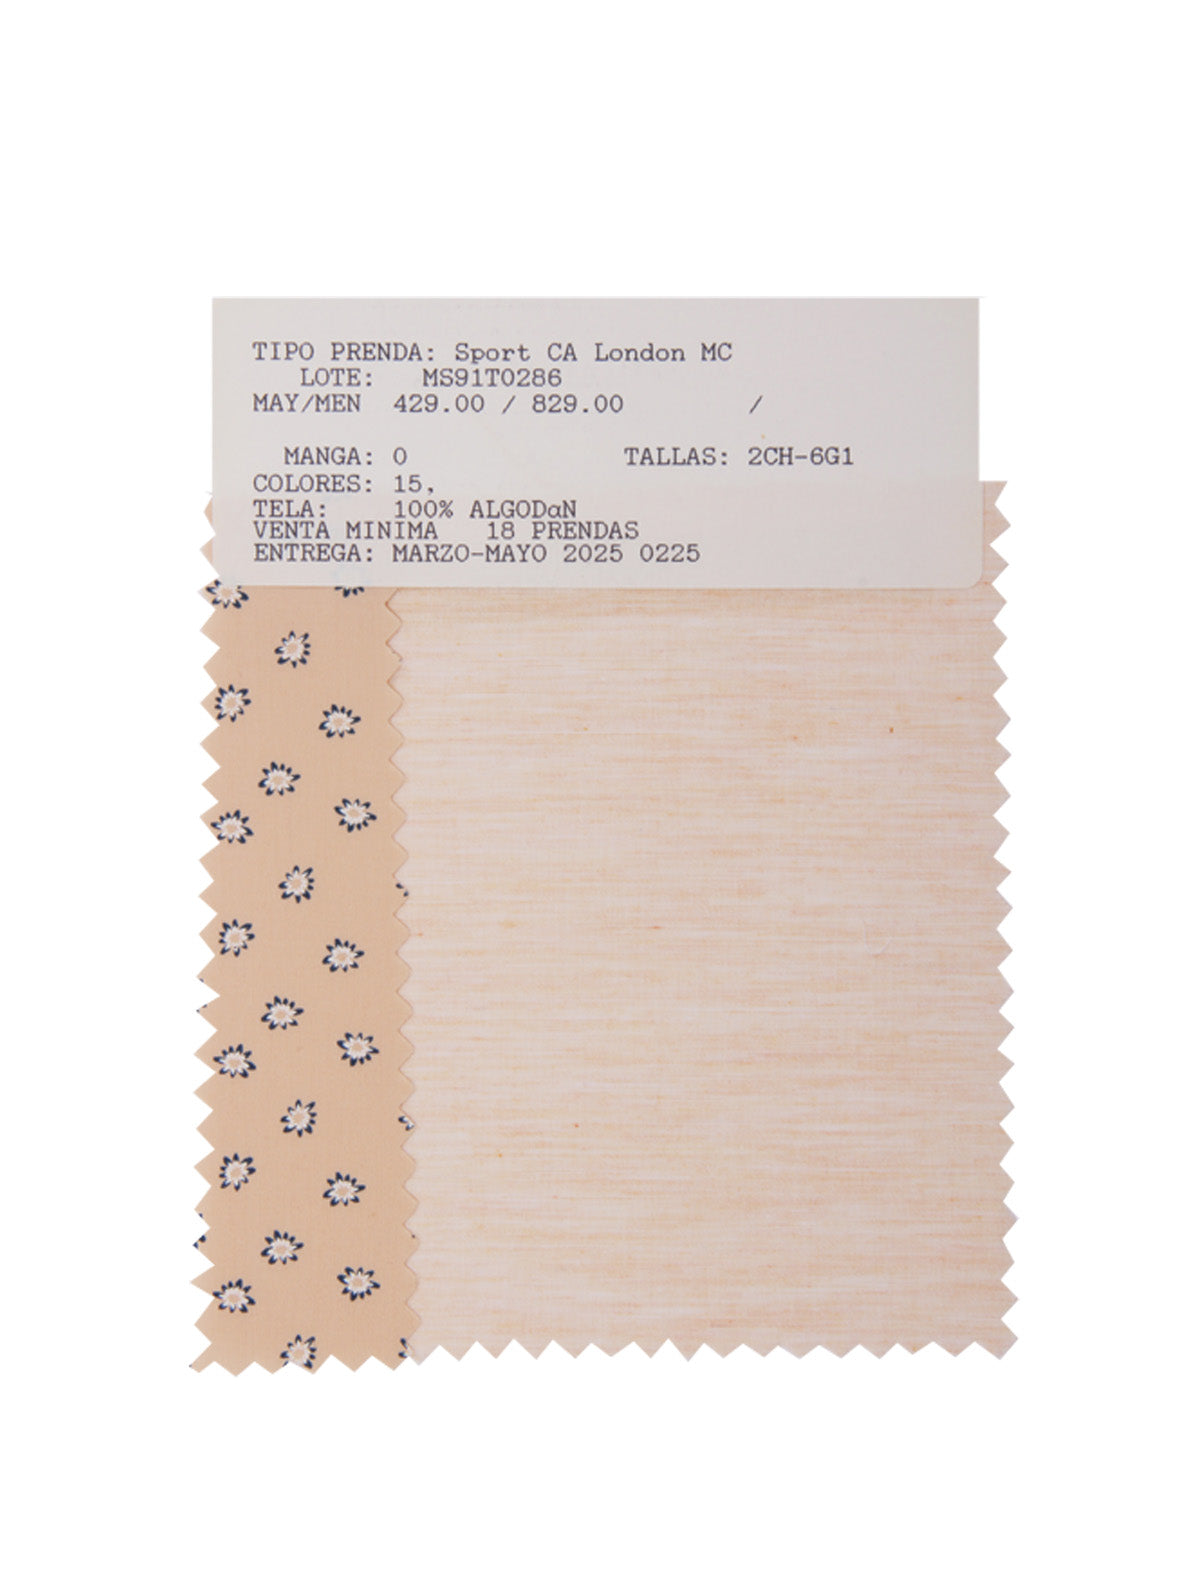 TIPO PRENDA: Sport CA London MC
LOTE: MS91T0286
MAY/MEN 429.00 / 829.00 /
MANGA: 0 TALLAS: 2CH-6G1
COLORES: 15,
TELA: 100% ALGODαN
VENTA MINIMA 18 PRENDAS
ENTREGA: MARZO-MAYO 2025 0225